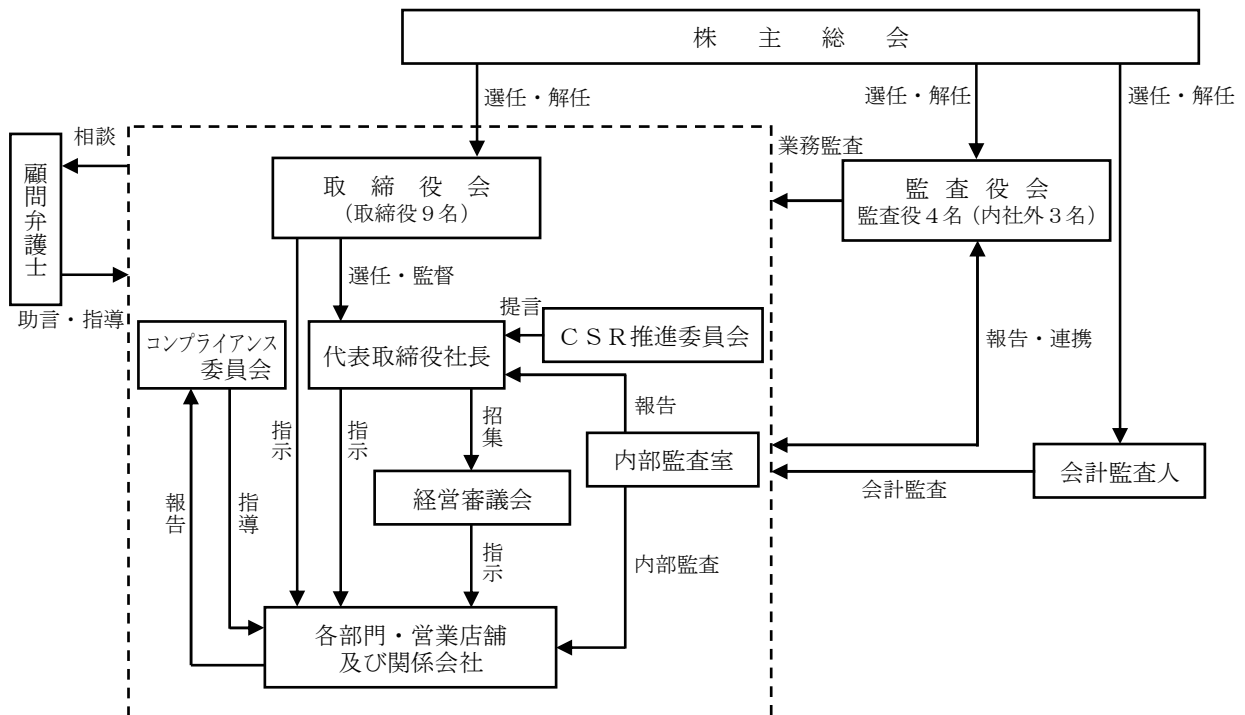 株主総会
選任・解任
選任・解任
選任・解任
相談
顧問弁護士
助言・指導
業務監査
取締役会
(取締役９名)
監査役会
監査役４名(内社外３名)
選任・監督
提言
コンプライアンス
委員会
代表取締役社長
ＣＳＲ推進委員会
報告・連携
指示
指示
招集
報告
内部監査室
会計監査人
会計監査
経営審議会
報告
指導
指示
内部監査
各部門・営業店舗
及び関係会社